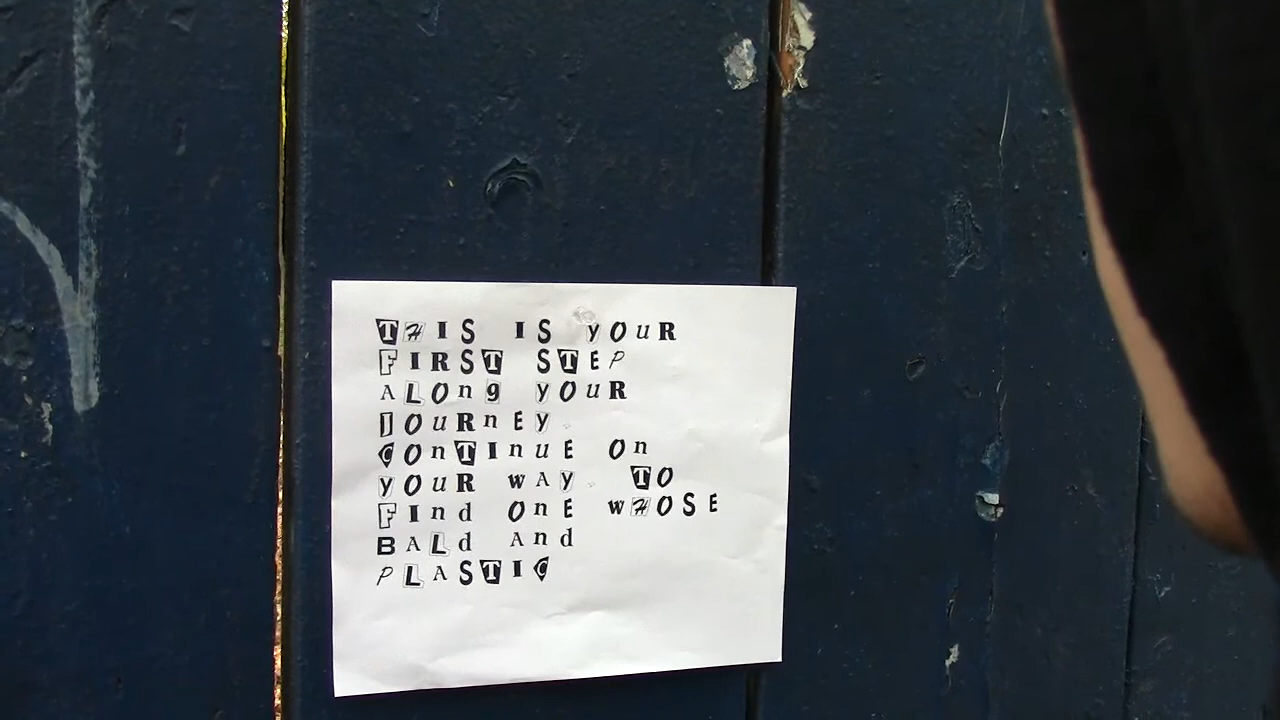 THIS IS yOuR
FIRST STEP
ALOng yOuR
JOuRnEy.
COnTInuE On
yOuR wAy. TO
FInd OnE wHOSE
BALd And
PLASTIC